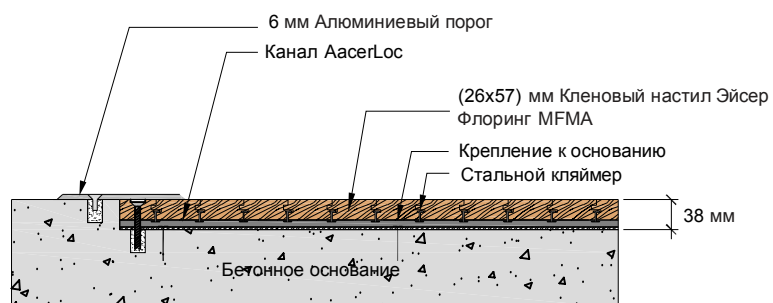 6 мм Алюминиевый порог
Канал AacerLoc
(26x57) мм Кленовый настил Эйсер
Флоринг MFMA
Крепление к основанию
Стальной кляймер
38 мм
Бетонное основание